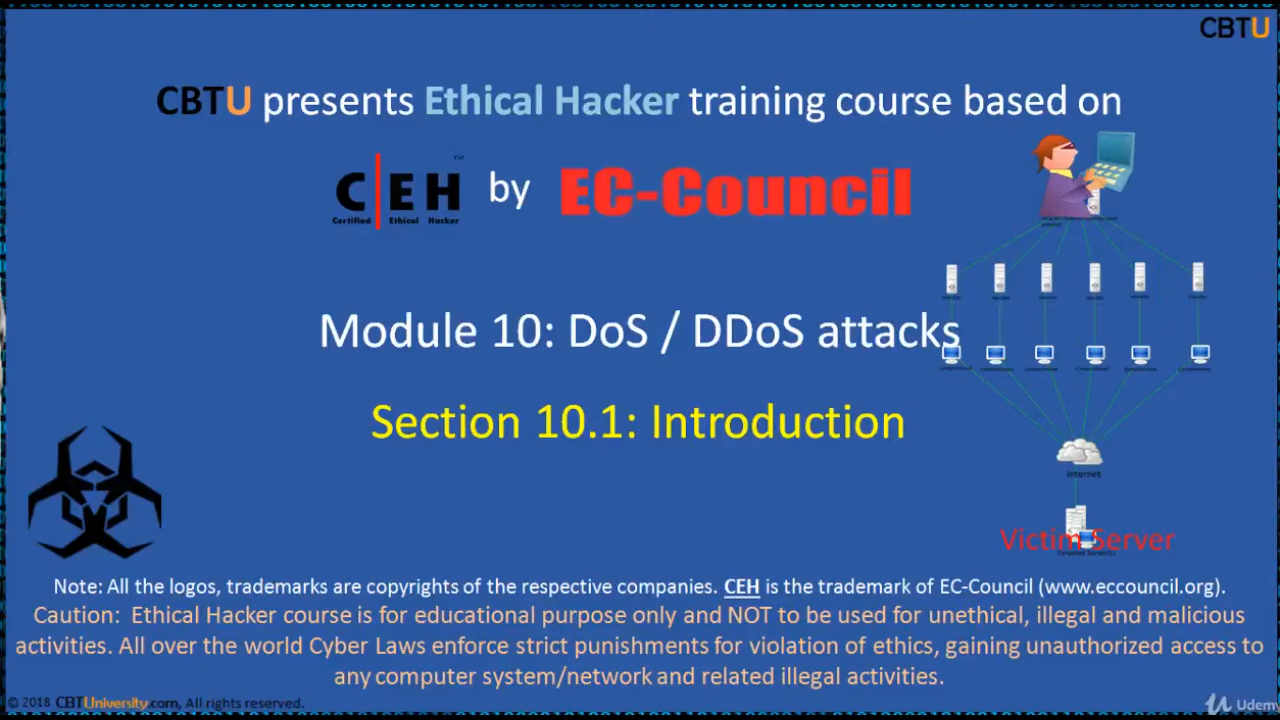 CBTU
CBTU presents Ethical Hacker training course based on
CEH by EC-Council
TM
Certified Ethical Hacker
Module 10: DoS / DDoS attacks
Section 10.1: Introduction
Internet
Victim Server
Note: All the logos, trademarks are copyrights of the respective companies. CEH is the trademark of EC-Council (www.eccouncil.org).
Caution: Ethical Hacker course is for educational purpose only and NOT to be used for unethical, illegal and malicious
activities. All over the world Cyber Laws enforce strict punishments for violation of ethics, gaining unauthorized access to
any computer system/network and related illegal activities.
© 2018 CBTUniversity.com, All rights reserved.
Udemy